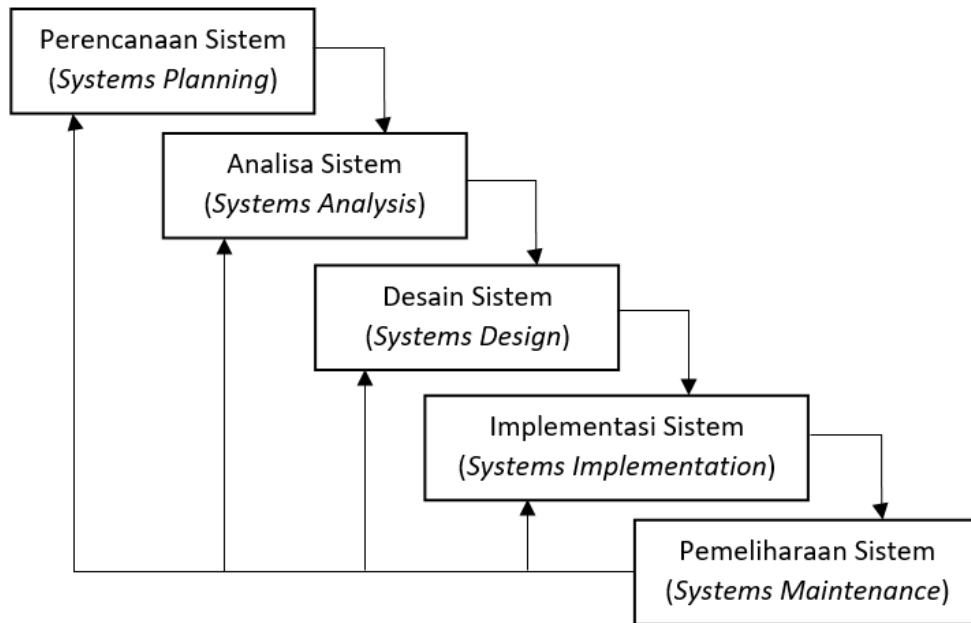 Perencanaan Sistem
(Systems Planning)
Analisa Sistem
(Systems Analysis)
Desain Sistem
(Systems Design)
Implementasi Sistem
(Systems Implementation)
Pemeliharaan Sistem
(Systems Maintenance)